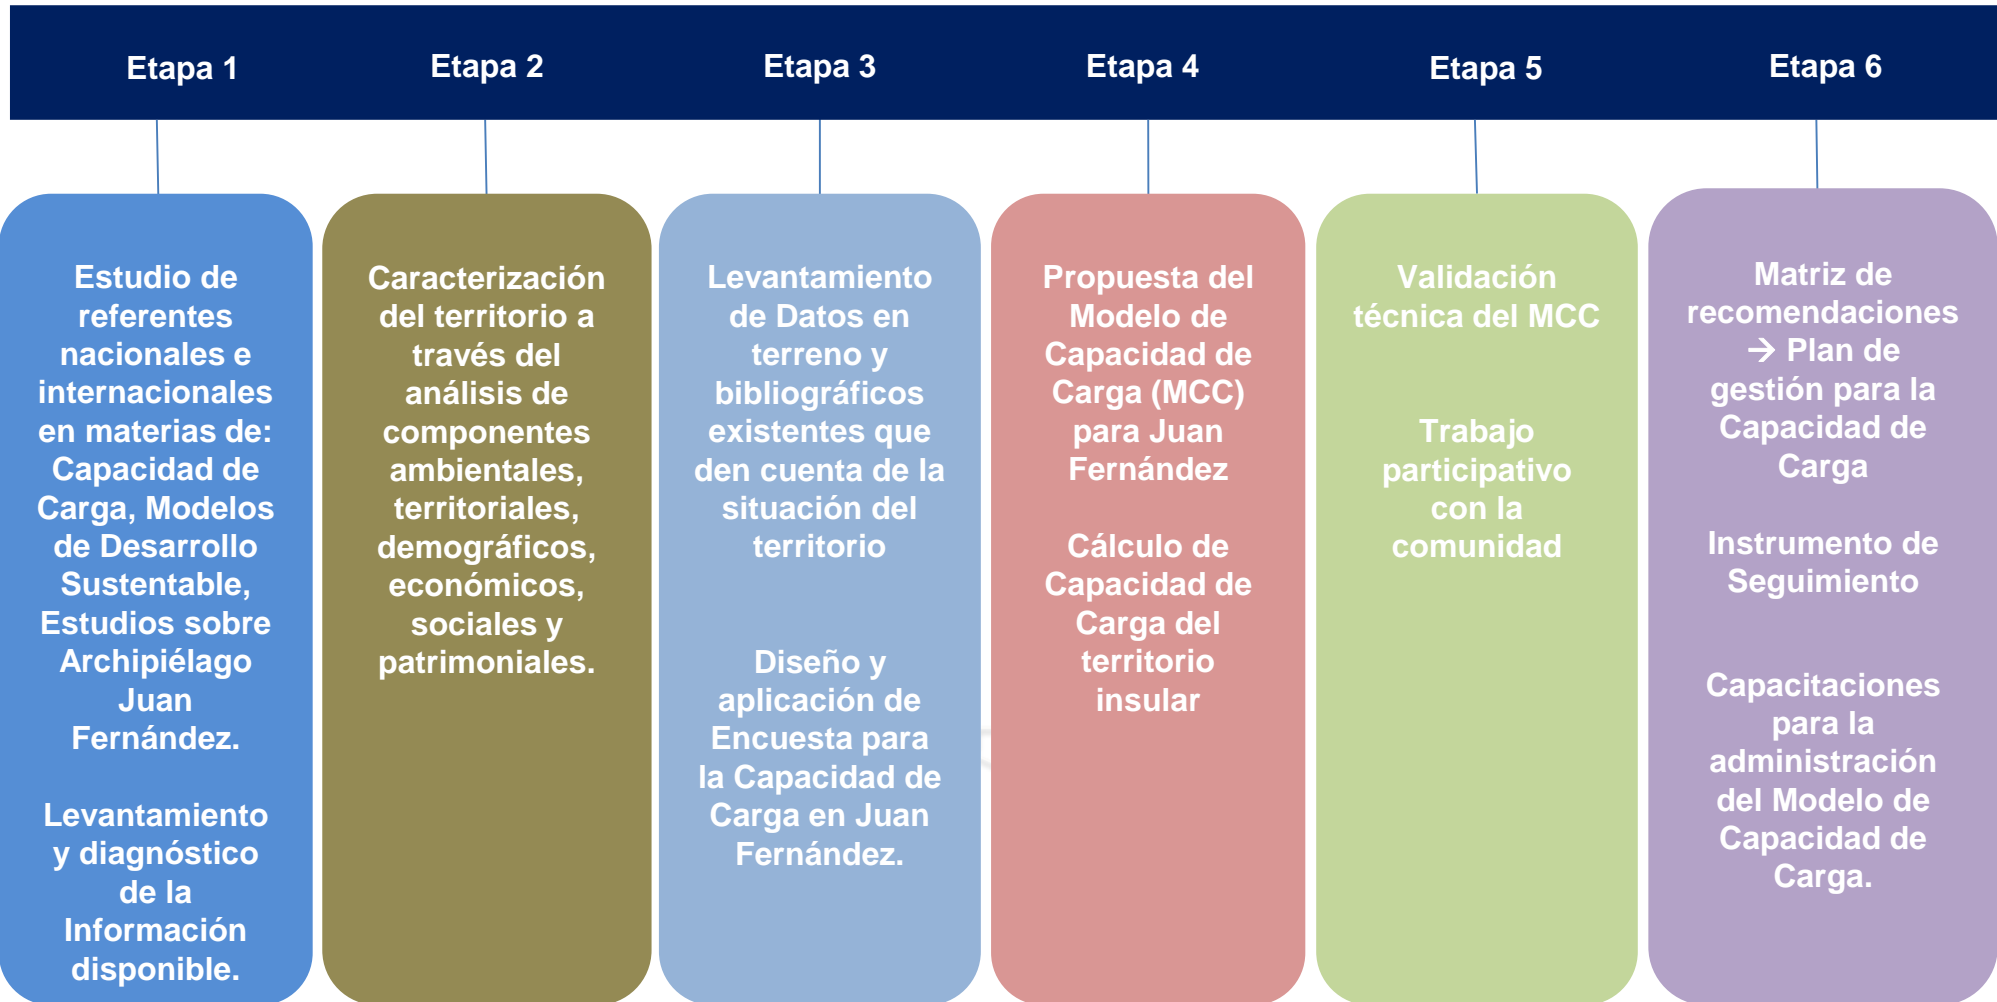 Etapa 1
Etapa 2
Etapa 3
Etapa 4
Etapa 5
Etapa 6
Estudio de
referentes
nacionales e
internacionales
en materias de:
Capacidad de
Carga, Modelos
de Desarrollo
Sustentable,
Estudios sobre
Archipiélago
Juan
Fernández.
Levantamiento
y diagnóstico
de la
Información
disponible.
Caracterización
del territorio a
través del
análisis de
componentes
ambientales,
territoriales,
demográficos,
económicos,
sociales y
patrimoniales.
Levantamiento
de Datos en
terreno y
bibliográficos
existentes que
den cuenta de la
situación del
territorio
Diseño y
aplicación de
Encuesta para
la Capacidad de
Carga en Juan
Fernández.
Propuesta del
Modelo de
Capacidad de
Carga (MCC)
para Juan
Fernández
Cálculo de
Capacidad de
Carga del
territorio
insular
Validación
técnica del MCC
Trabajo
participativo
con la
comunidad
Matriz de
recomendaciones
→ Plan de
gestión para la
Capacidad de
Carga
Instrumento de
Seguimiento
Capacitaciones
para la
administración
del Modelo de
Capacidad de
Carga.